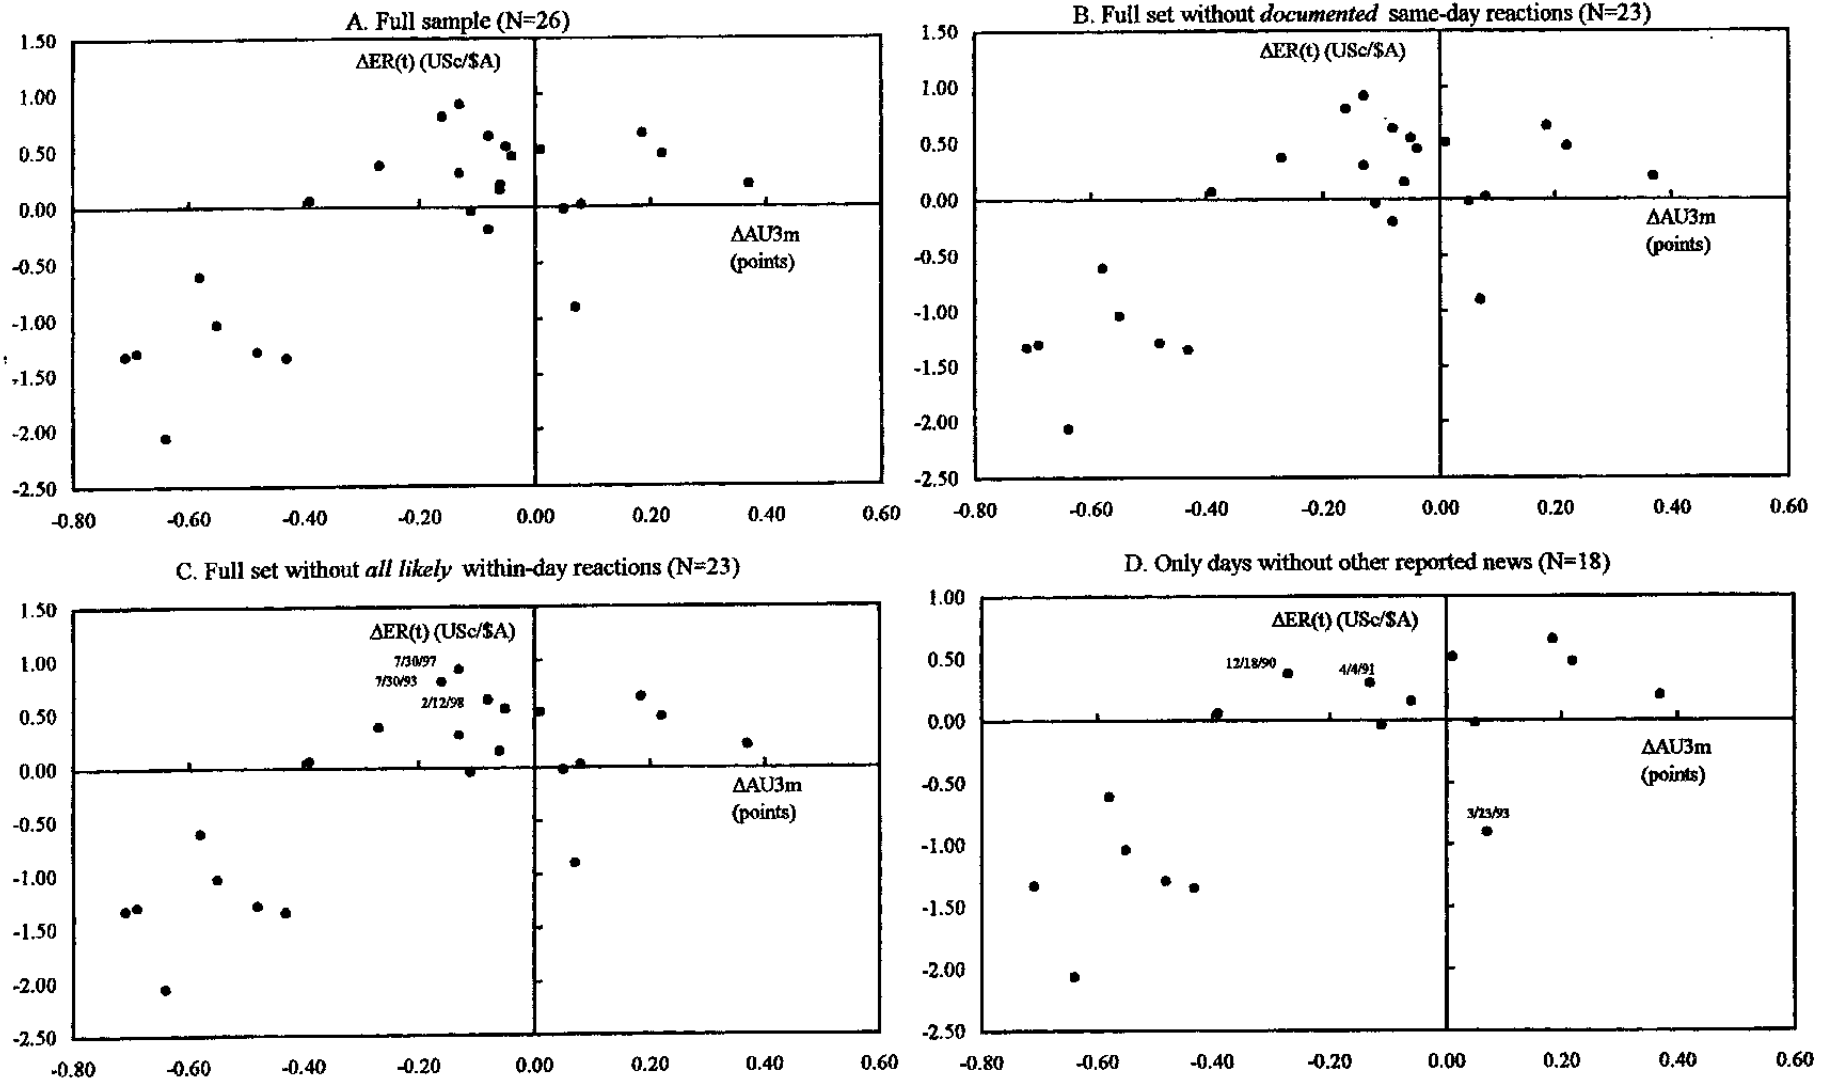 A. Full sample (N=26)
1.50
ΔER(t) (USc/$A)
1.00
0.50
0.00
ΔAU3m
(points)
-0.50
-1.00
-1.50
-2.00
-2.50
-0.80 -0.60 -0.40 -0.20 0.00 0.20 0.40 0.60
B. Full set without documented same-day reactions (N=23)
1.50
ΔER(t) (USc/$A)
1.00
0.50
0.00
ΔAU3m
(points)
-0.50
-1.00
-1.50
-2.00
-2.50
-0.80 -0.60 -0.40 -0.20 0.00 0.20 0.40 0.60
C. Full set without all likely within-day reactions (N=23)
1.50
ΔER(t) (USc/$A)
1.00
7/30/97
7/30/93
2/12/98
0.50
0.00
ΔAU3m
(points)
-0.50
-1.00
-1.50
-2.00
-2.50
-0.80 -0.60 -0.40 -0.20 0.00 0.20 0.40 0.60
D. Only days without other reported news (N=18)
1.00
ΔER(t) (USc/$A)
0.50
12/18/90
4/4/91
0.00
ΔAU3m
(points)
-0.50
3/23/93
-1.00
-1.50
-2.00
-2.50
-0.80 -0.60 -0.40 -0.20 0.00 0.20 0.40 0.60